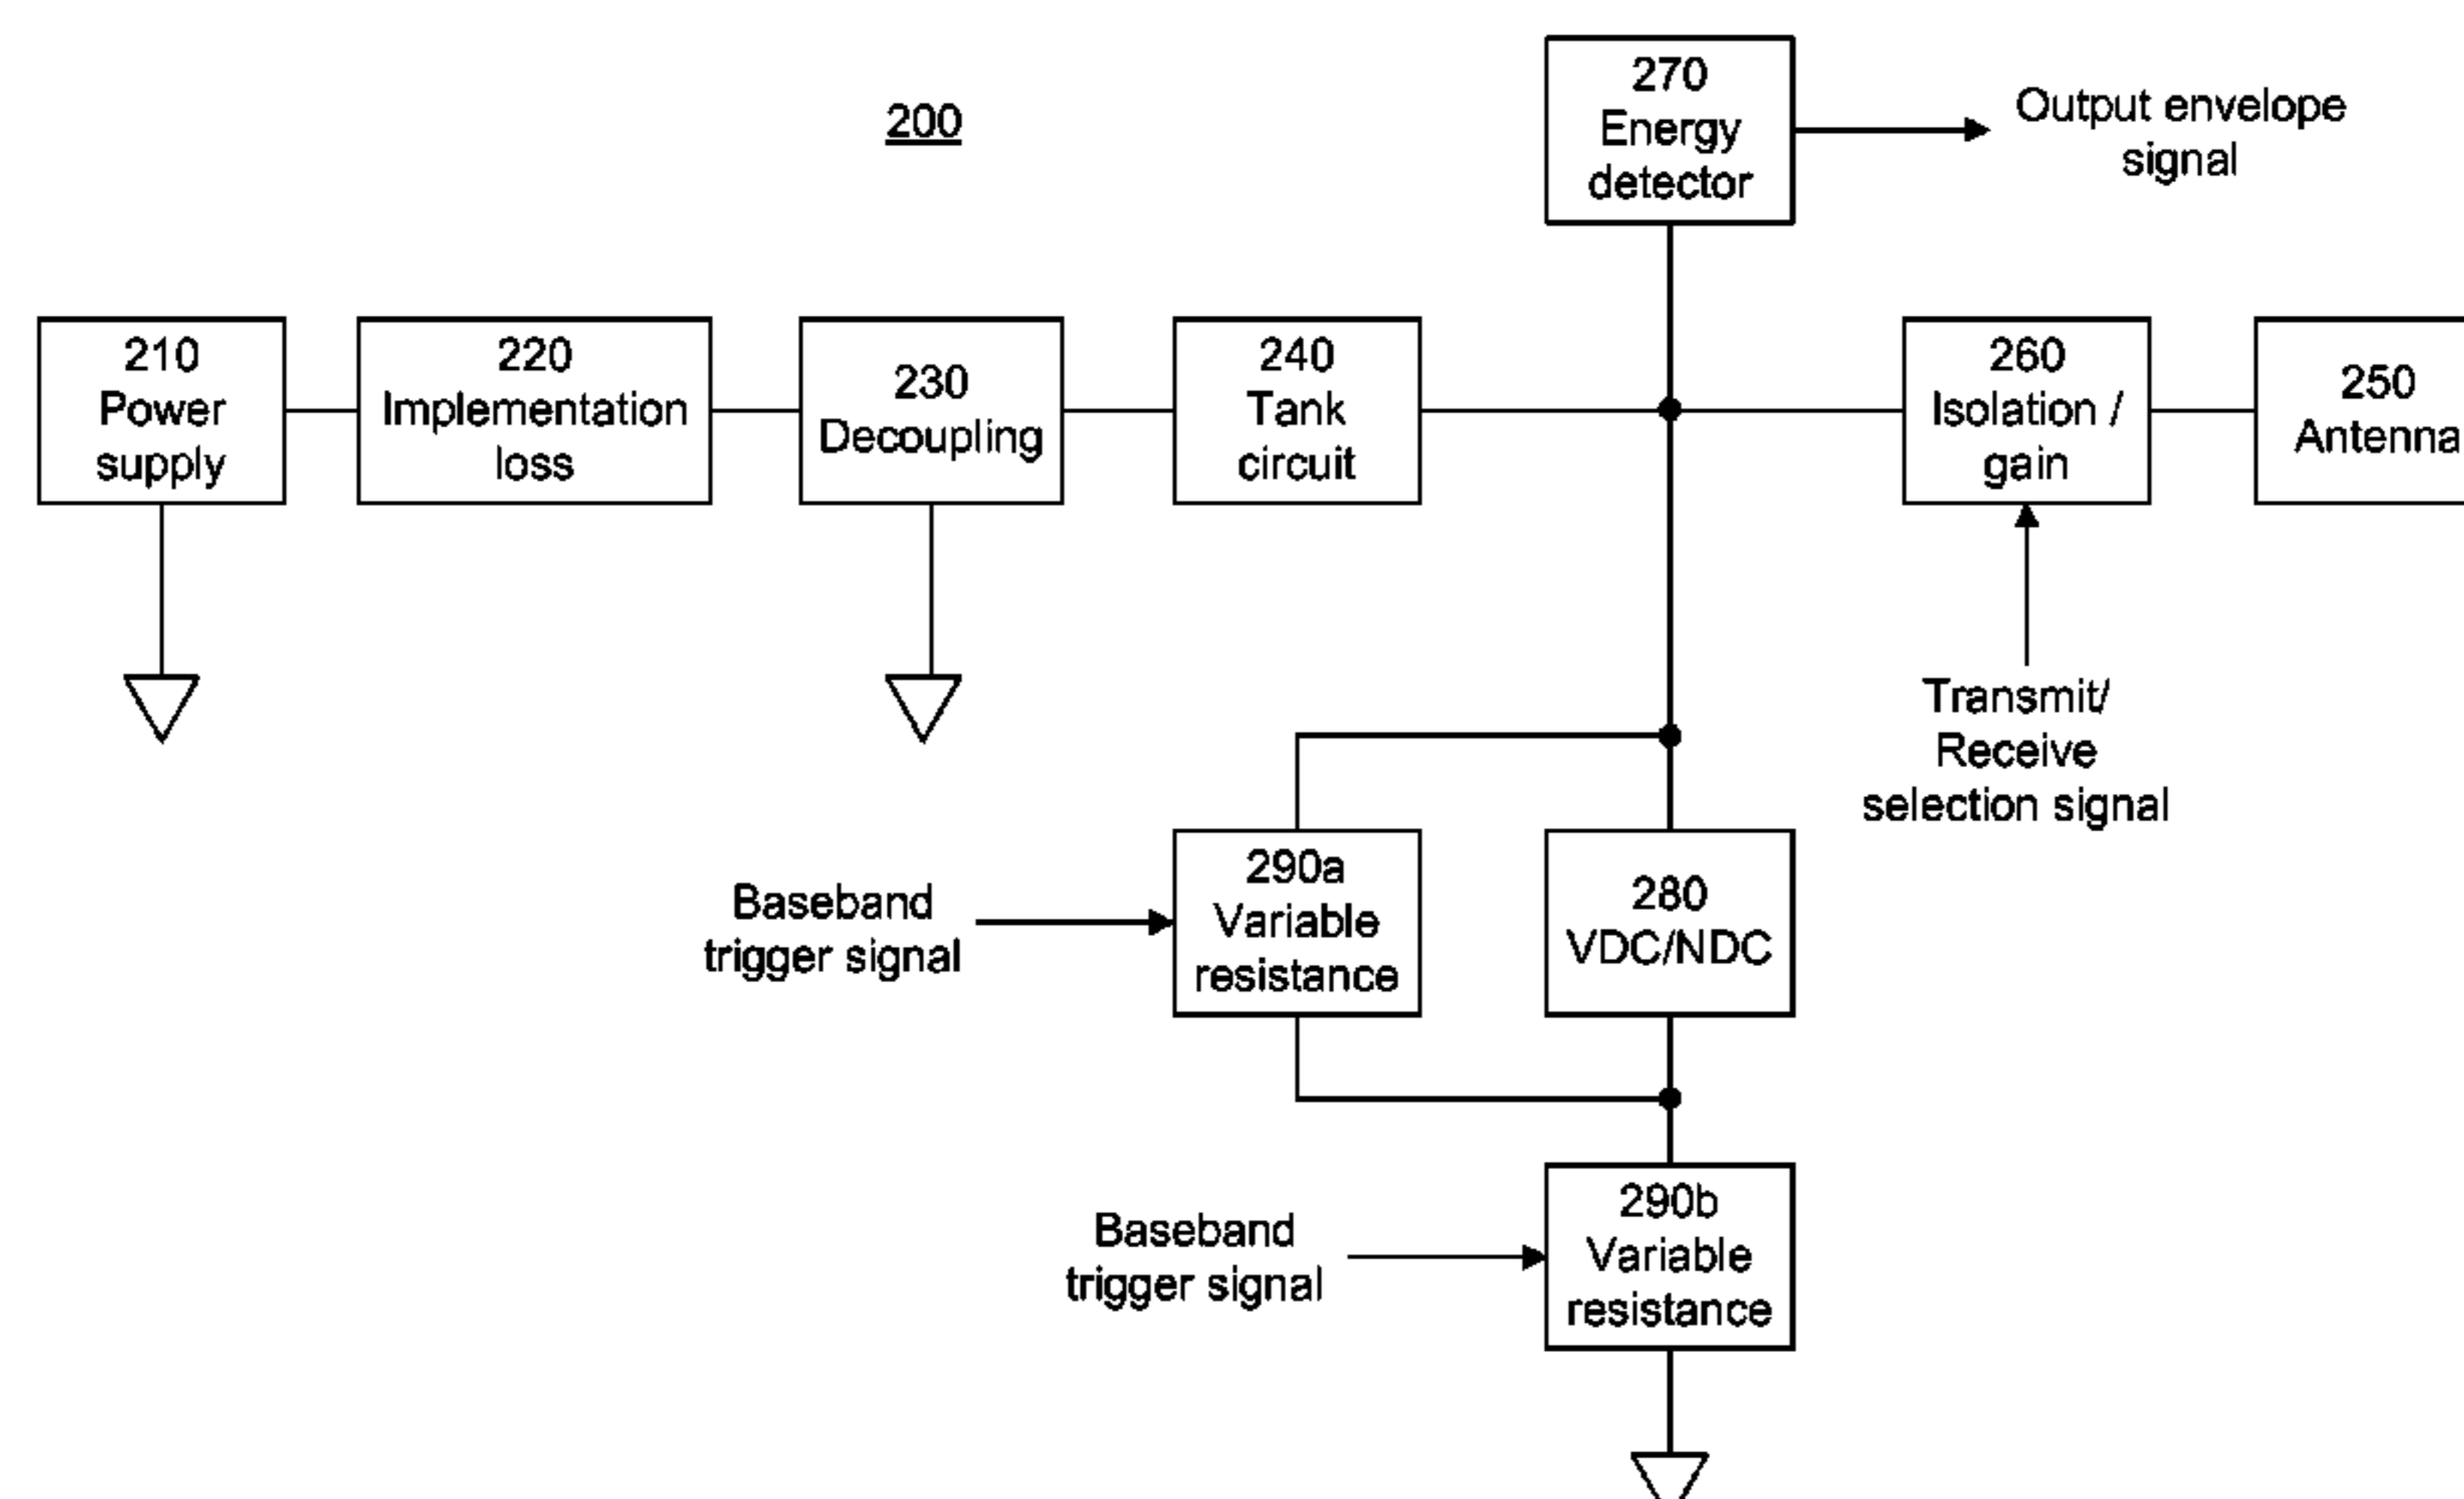 200
270
Energy
detector
Output envelope
signal
210
Power
supply
220
Implementation
loss
230
Decoupling
240
Tank
circuit
260
Isolation /
gain
250
Antenna
Transmit/
Receive
selection signal
Baseband
trigger signal
290a
Variable
resistance
280
VDC/NDC
Baseband
trigger signal
290b
Variable
resistance